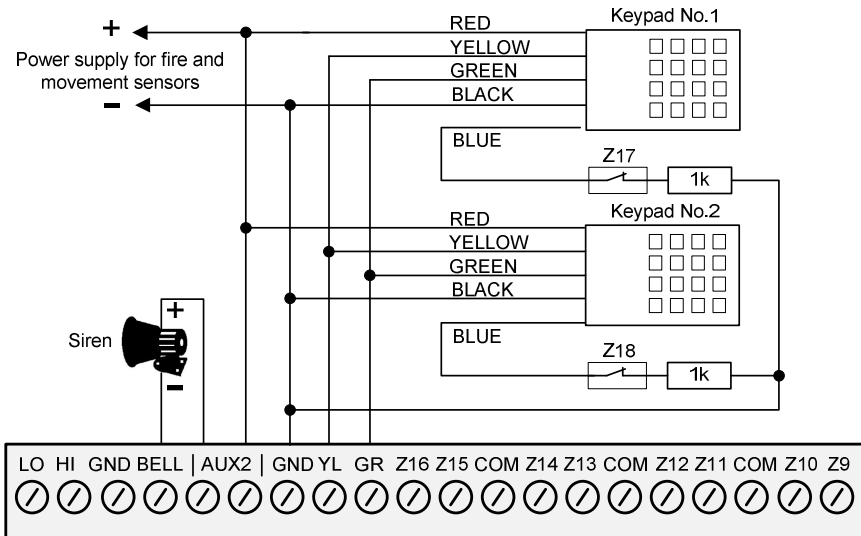 +
Power supply for fire and
movement sensors
-
RED
YELLOW
GREEN
BLACK
BLUE
Keypad No.1
Z17
1k
Keypad No.2
RED
YELLOW
GREEN
BLACK
BLUE
Z18
1k
Siren
+
-
LO HI GND BELL | AUX2 | GND YL GR Z16 Z15 COM Z14 Z13 COM Z12 Z11 COM Z10 Z9